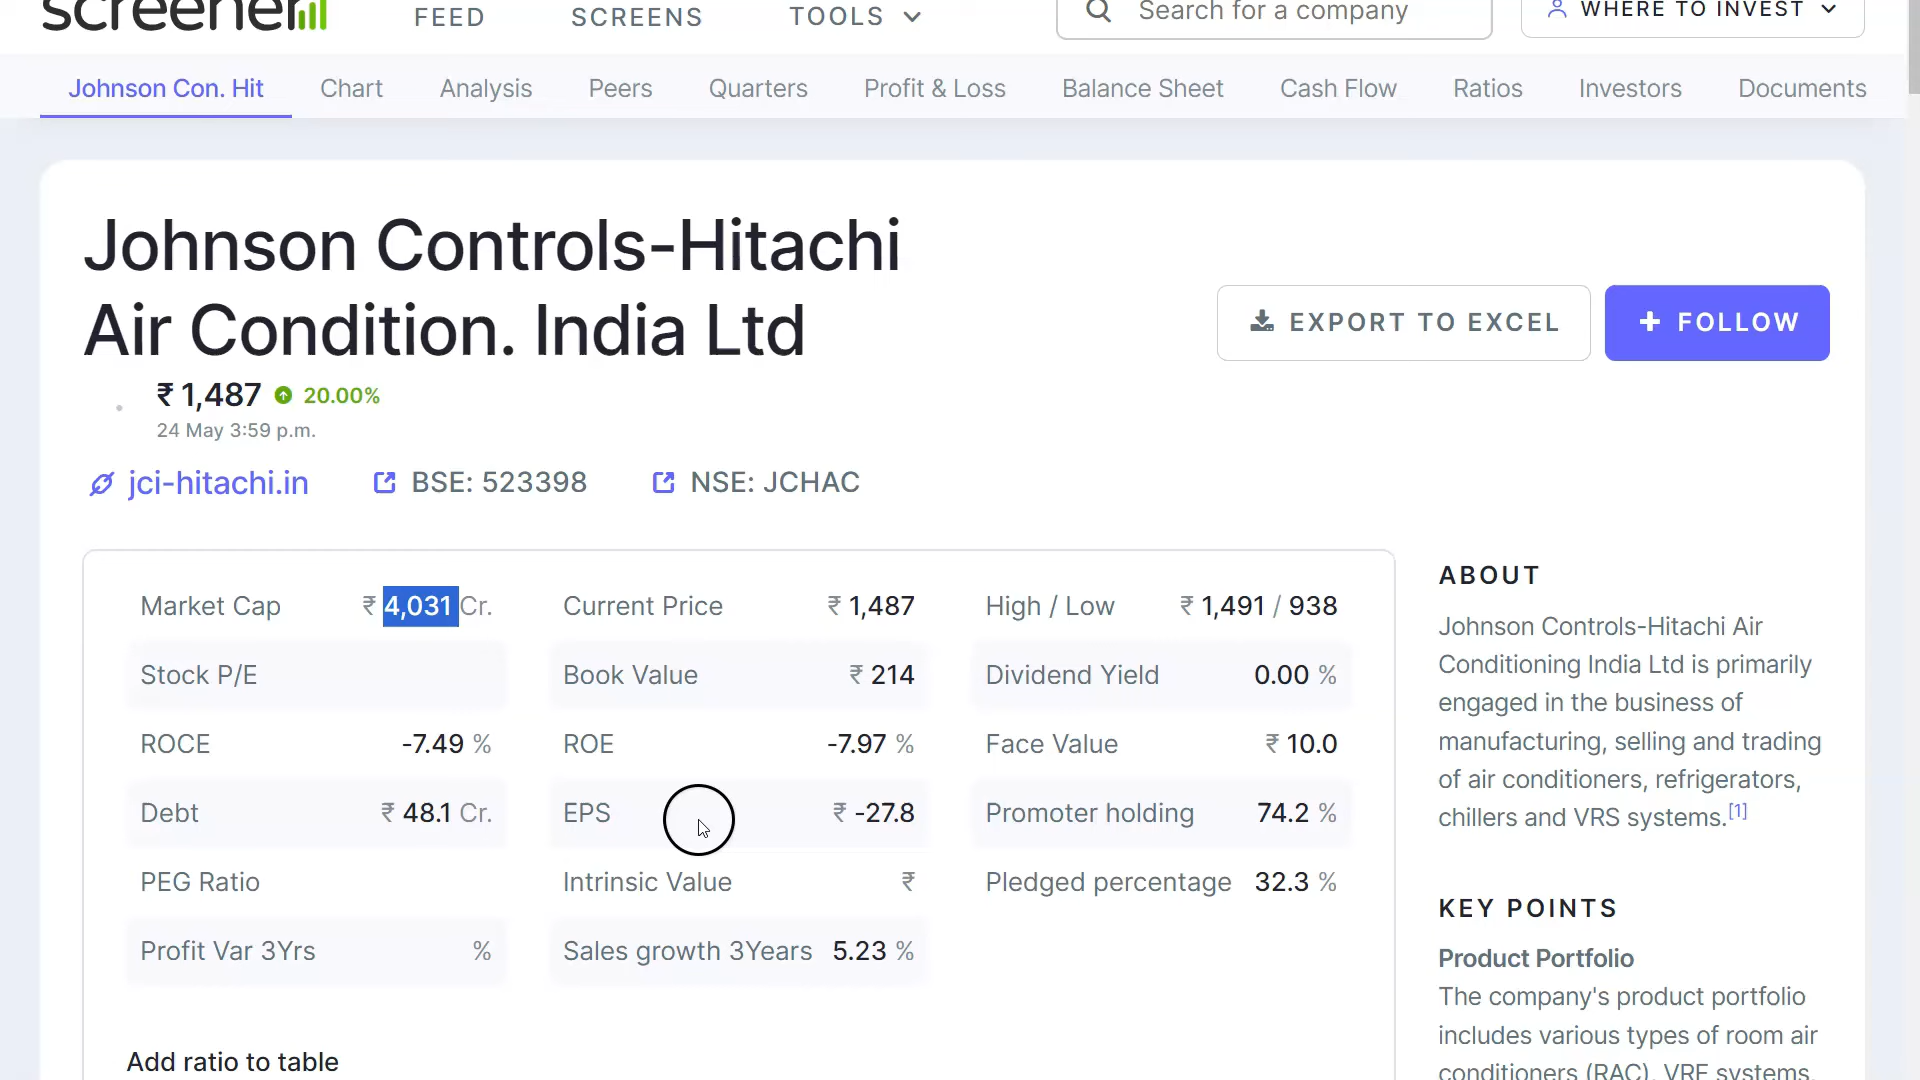 screener
FEED
SCREENS
TOOLS
Search for a company
WHERE TO INVEST
Johnson Con. Hit
Chart
Analysis
Peers
Quarters
Profit & Loss
Balance Sheet
Cash Flow
Ratios
Investors
Documents
Johnson Controls-Hitachi
Air Condition. India Ltd
EXPORT TO EXCEL
+ FOLLOW
₹ 1,487 20.00%
24 May 3:59 p.m.
jci-hitachi.in
BSE: 523398
NSE: JCHAC
Market Cap ₹ 4,031 Cr.
Current Price ₹ 1,487
High / Low ₹ 1,491 / 938
Stock P/E
Book Value ₹ 214
Dividend Yield 0.00 %
ROCE -7.49 %
ROE -7.97 %
Face Value ₹ 10.0
Debt ₹ 48.1 Cr.
EPS ₹ -27.8
Promoter holding 74.2 %
PEG Ratio
Intrinsic Value ₹
Pledged percentage 32.3 %
Profit Var 3Yrs %
Sales growth 3Years 5.23 %
Add ratio to table
ABOUT
Johnson Controls-Hitachi Air
Conditioning India Ltd is primarily
engaged in the business of
manufacturing, selling and trading
of air conditioners, refrigerators,
chillers and VRS systems.[1]
KEY POINTS
Product Portfolio
The company's product portfolio
includes various types of room air
conditioners (RAC), VRF systems,